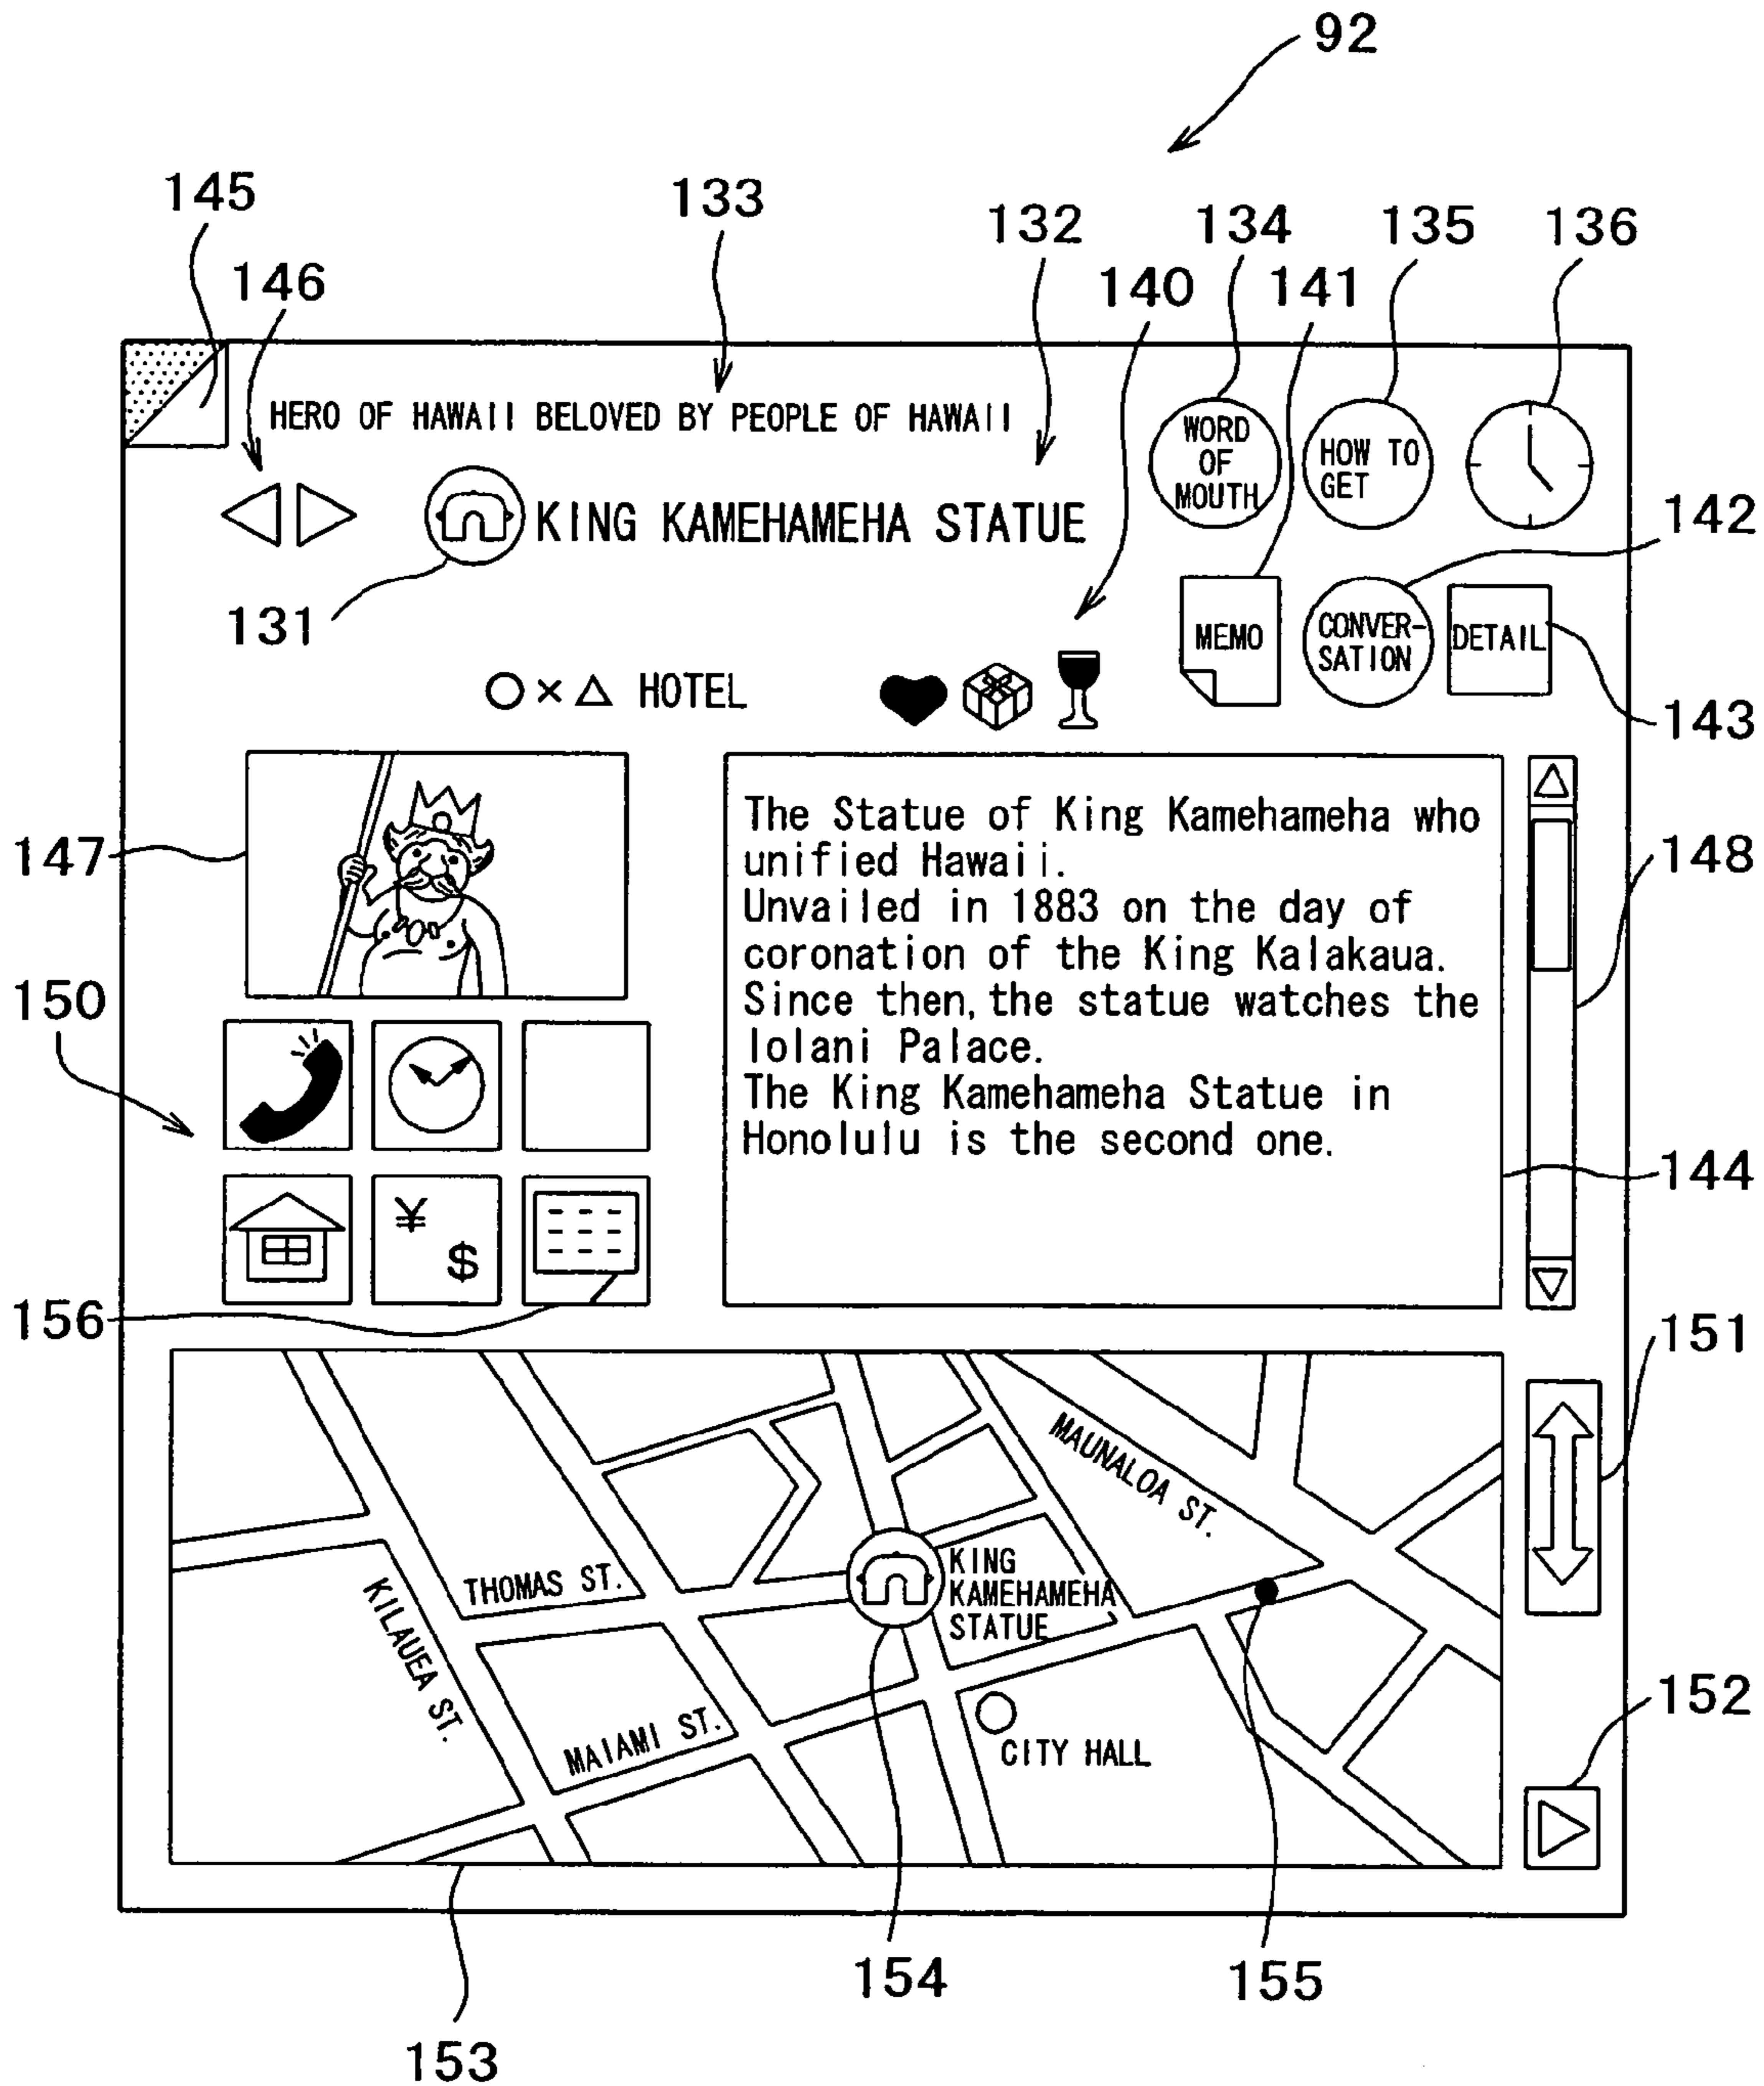 92
145
133
132
134
135
136
146
140
141
HERO OF HAWAII BELOVED BY PEOPLE OF HAWAII
WORD
OF
MOUTH
HOW TO
GET
142
KING KAMEHAMEHA STATUE
131
MEMO
CONVER-
SATION
DETAIL
○×△ HOTEL
143
147
The Statue of King Kamehameha who
unified Hawaii.
Unvailed in 1883 on the day of
coronation of the King Kalakaua.
Since then, the statue watches the
Iolani Palace.
The King Kamehameha Statue in
Honolulu is the second one.
148
150
144
¥
$
156
151
MAUNALOA ST.
THOMAS ST.
KILAUEA ST.
KING
KAMEHAMEHA
STATUE
MAIAMI ST.
CITY HALL
152
154
155
153